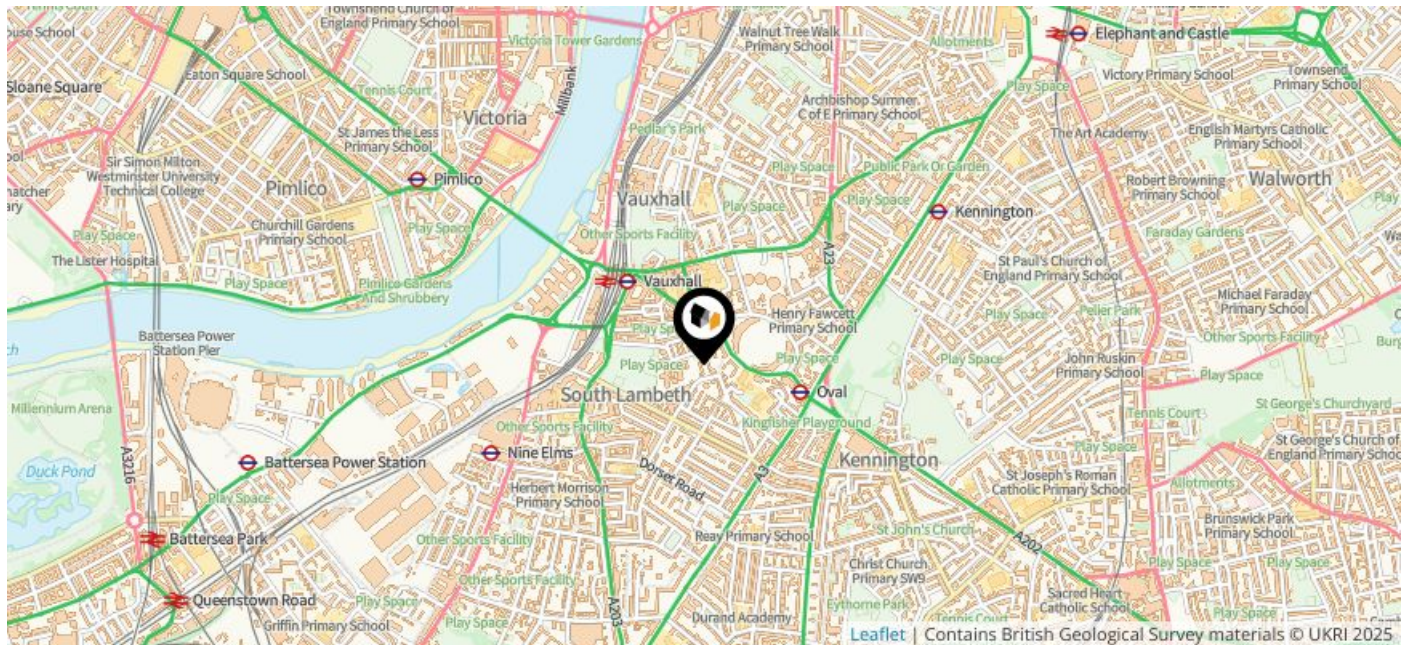 Townsend Church of
England Primary School
ouse School
Victoria Tower Gardens
Walnut Tree Walk
Primary School
Allotments
Elephant and Castle
Eaton Square School
Sloane Square
Tennis Court
Millbank
Victory Primary School
Townsend
Primary School
Play Space
Victoria
Archbishop Sumner
C of E Primary School
St James the Less
Primary School
Pedlar's Park
The Art Academy
English Martyrs Catholic
Primary School
Sir Simon Milton
Westminster University
Technical College
Pimlico
Pimlico
Play Space
Public Park Or Garden
Robert Browning
Primary School
Walworth
natcher
ary
Vauxhall
Play Space
Play Space
Kennington
Churchill Gardens
Primary School
Play Space
Play Space
Other Sports Facility
Faraday Gardens
The Lister Hospital
A23
St Paul's Church of
England Primary School
Play Space
Pimlico Gardens
And Shrubbery
Vauxhall
Michael Faraday
Primary School
Henry Fawcett
Primary School
Pelier Park
Battersea Power
Station Pier
Play Space
Other Sports Facility
Play Space
Play Space
John Ruskin
Primary School
Play Space
South Lambeth
Oval
Millennium Arena
St George's Churchyard
Tennis Court
Other Sports Facility
Kingfisher Playground
A3216
Duck Pond
Battersea Power Station
Nine Elms
Kennington
Play Space
St George's Church of
England Primary School
Dorset Road
A3
Play Space
Herbert Morrison
Primary School
St Joseph's Roman
Catholic Primary School
Allotments
Battersea Park
Other Sports Facility
Reay Primary School
St John's Church
A202
Brunswick Park
Primary School
Other Sports Facility
Christ Church
Primary SW9
Play Space
Play Space
Queenstown Road
Play Space
A203
Eythorne Park
Sacred Heart
Catholic School
Play Space
Griffin Primary School
Play Space
Durand Academy
Tennis Court
Leaflet | Contains British Geological Survey materials © UKRI 2025